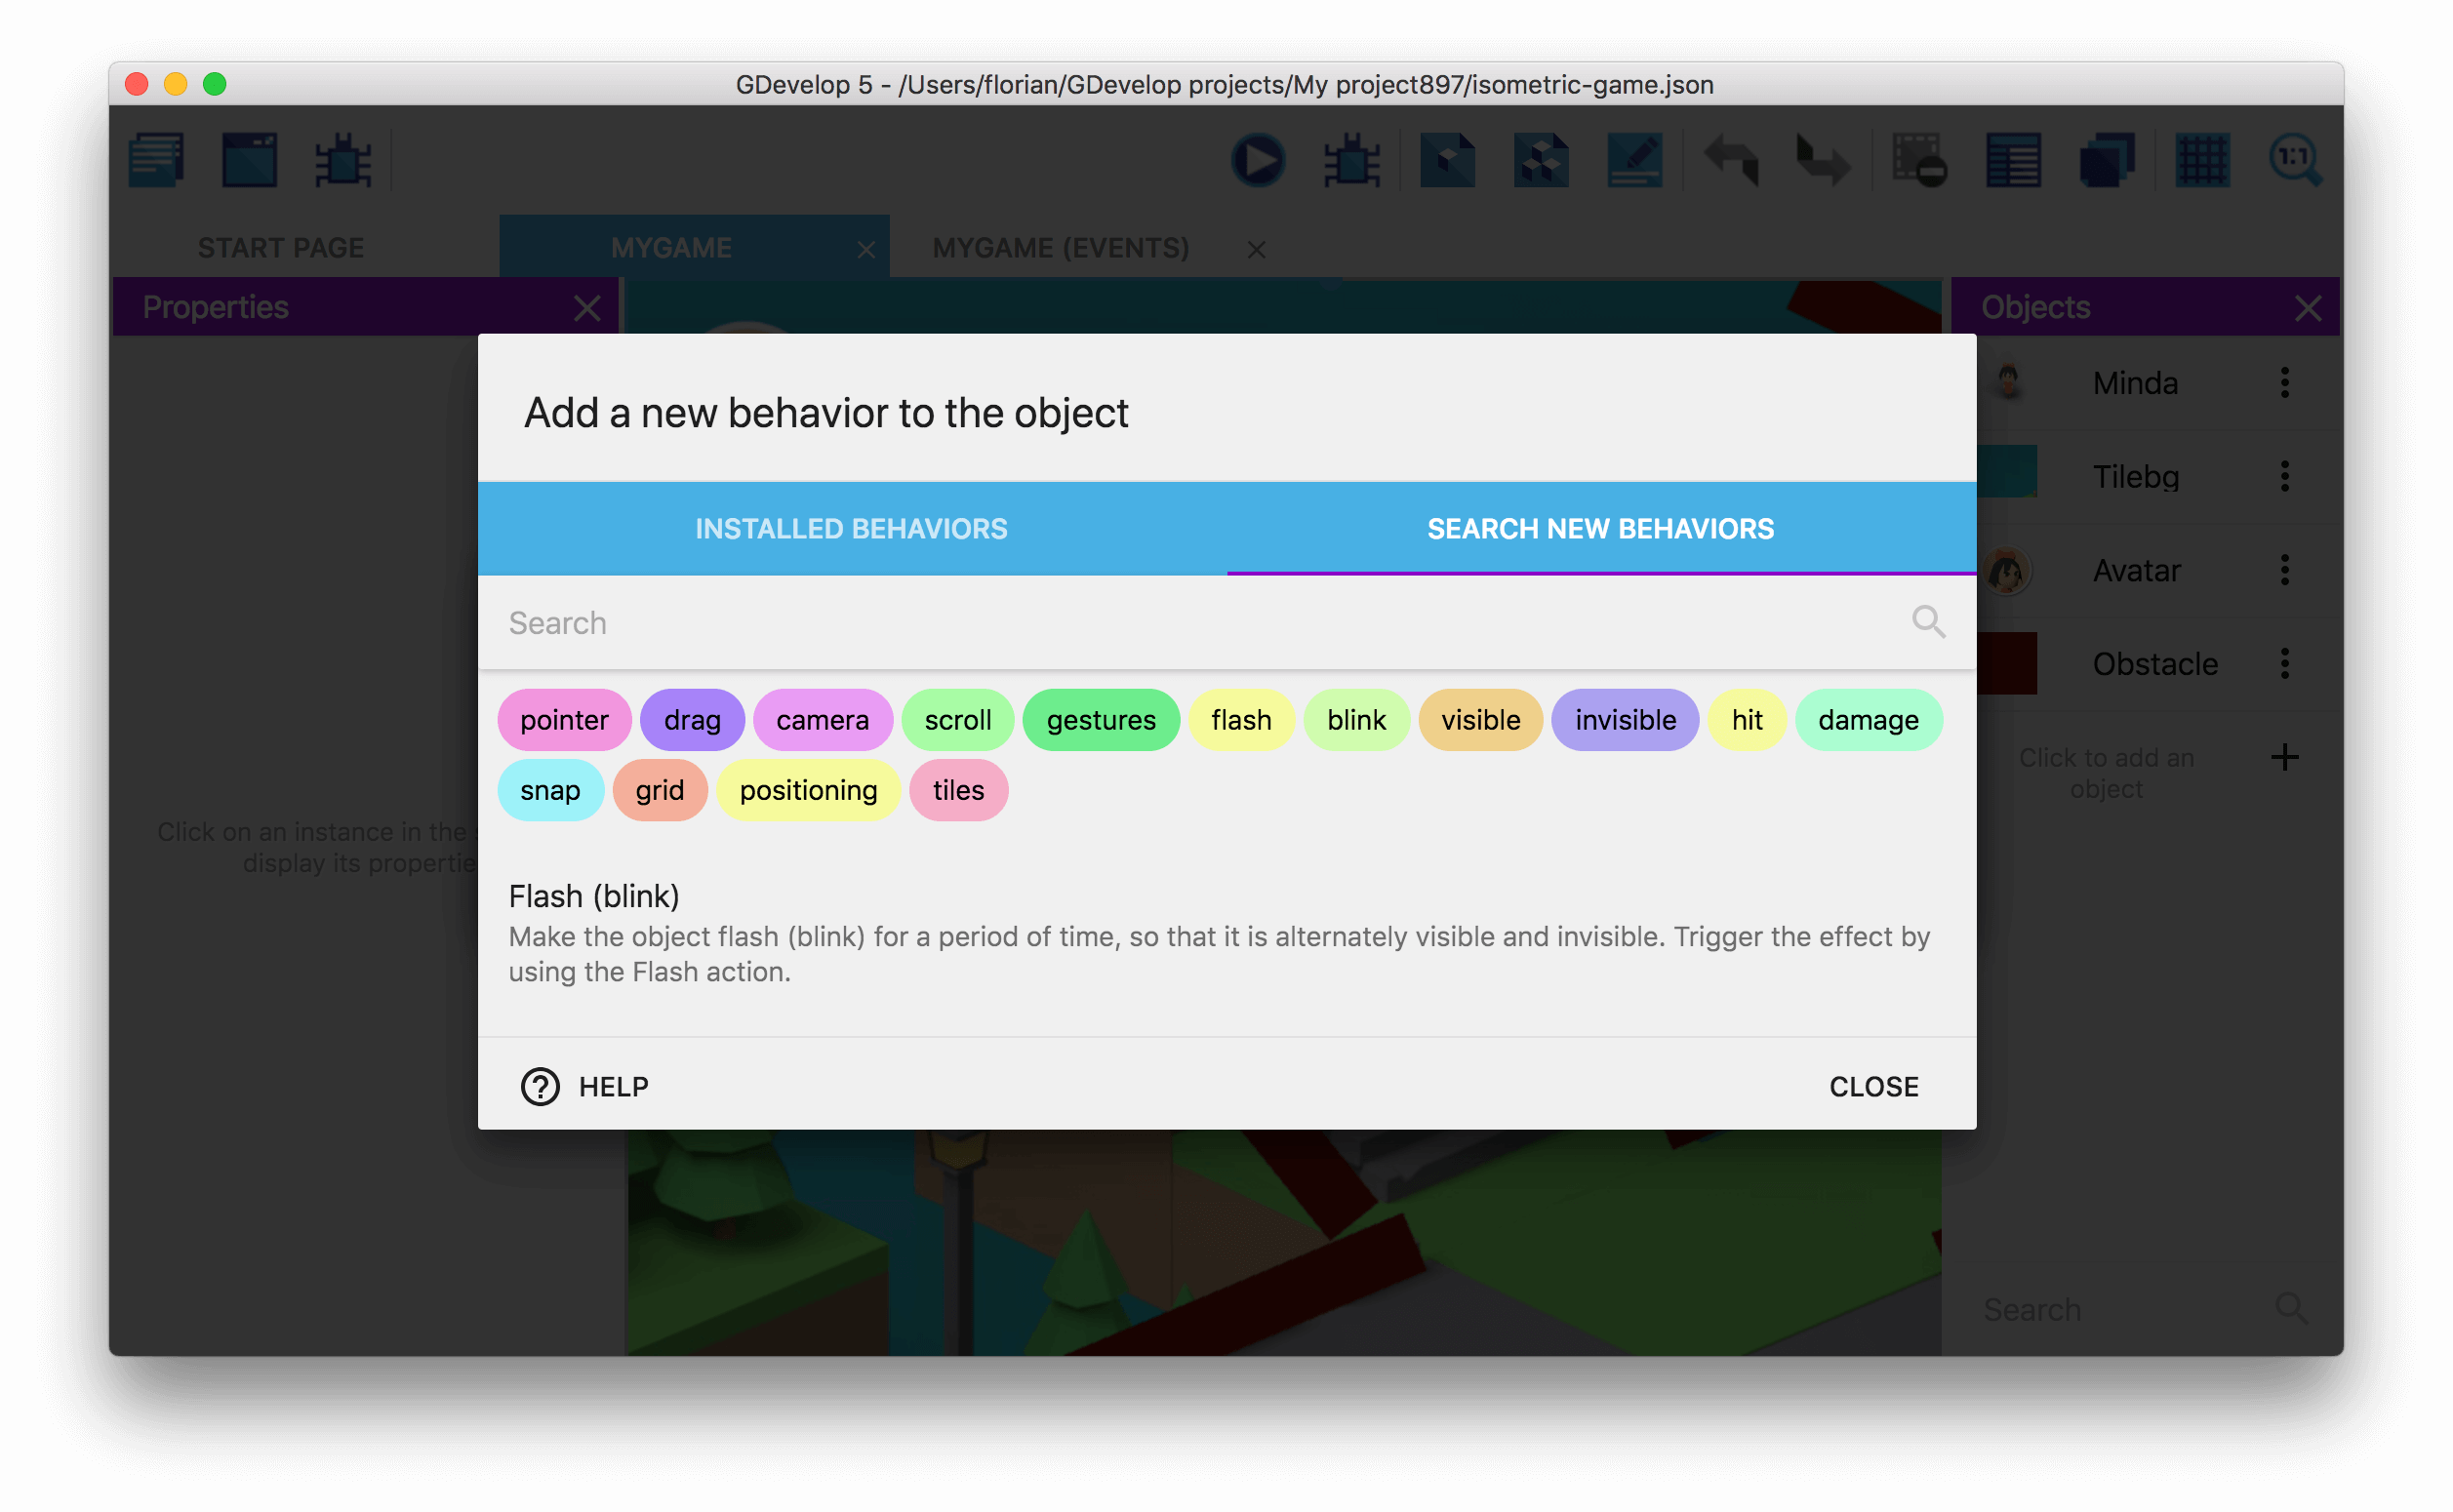 GDevelop 5 - /Users/florian/GDevelop projects/My project897/isometric-game.json
1:1
START PAGE
MYGAME
MYGAME (EVENTS)
Properties
Objects
Add a new behavior to the object
INSTALLED BEHAVIORS
SEARCH NEW BEHAVIORS
Search
pointer drag camera scroll gestures flash blink visible invisible hit damage
snap grid positioning tiles
Flash (blink)
Make the object flash (blink) for a period of time, so that it is alternately visible and invisible. Trigger the effect by
using the Flash action.
HELP
CLOSE
Click on an instance in the
display its
Minda
Tilebg
Avatar
Obstacle
Click to add an
object
Search